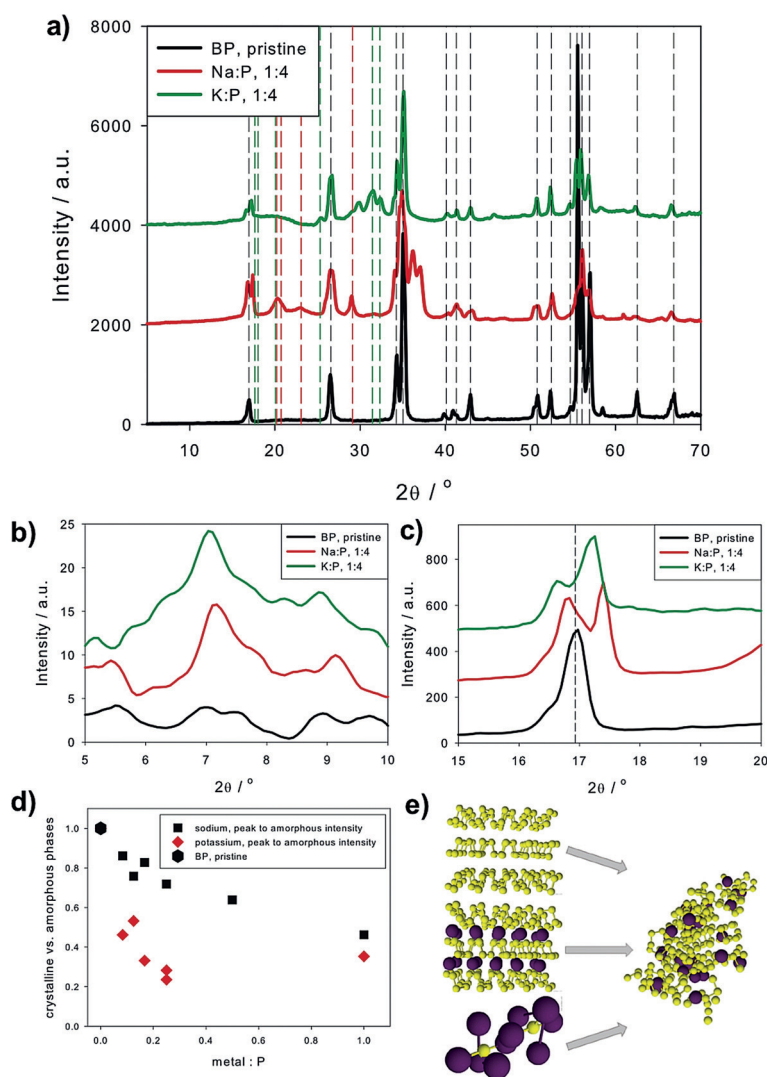 a)
8000
6000
4000
2000
0
Intensity / a.u.
BP, pristine
Na:P, 1:4
K:P, 1:4
10 20 30 40 50 60 70
2θ / °
b)
25
20
15
10
5
0
Intensity / a.u.
BP, pristine
Na:P, 1:4
K:P, 1:4
5 6 7 8 9 10
2θ / °
c)
800
600
400
200
0
Intensity / a.u.
BP, pristine
Na:P, 1:4
K:P, 1:4
15 16 17 18 19 20
2θ / °
d)
1.0
0.8
0.6
0.4
0.2
0.0
crystalline vs. amorphous phases
sodium, peak to amorphous intensity
potassium, peak to amorphous intensity
BP, pristine
0.0 0.2 0.4 0.6 0.8 1.0
metal : P
e)